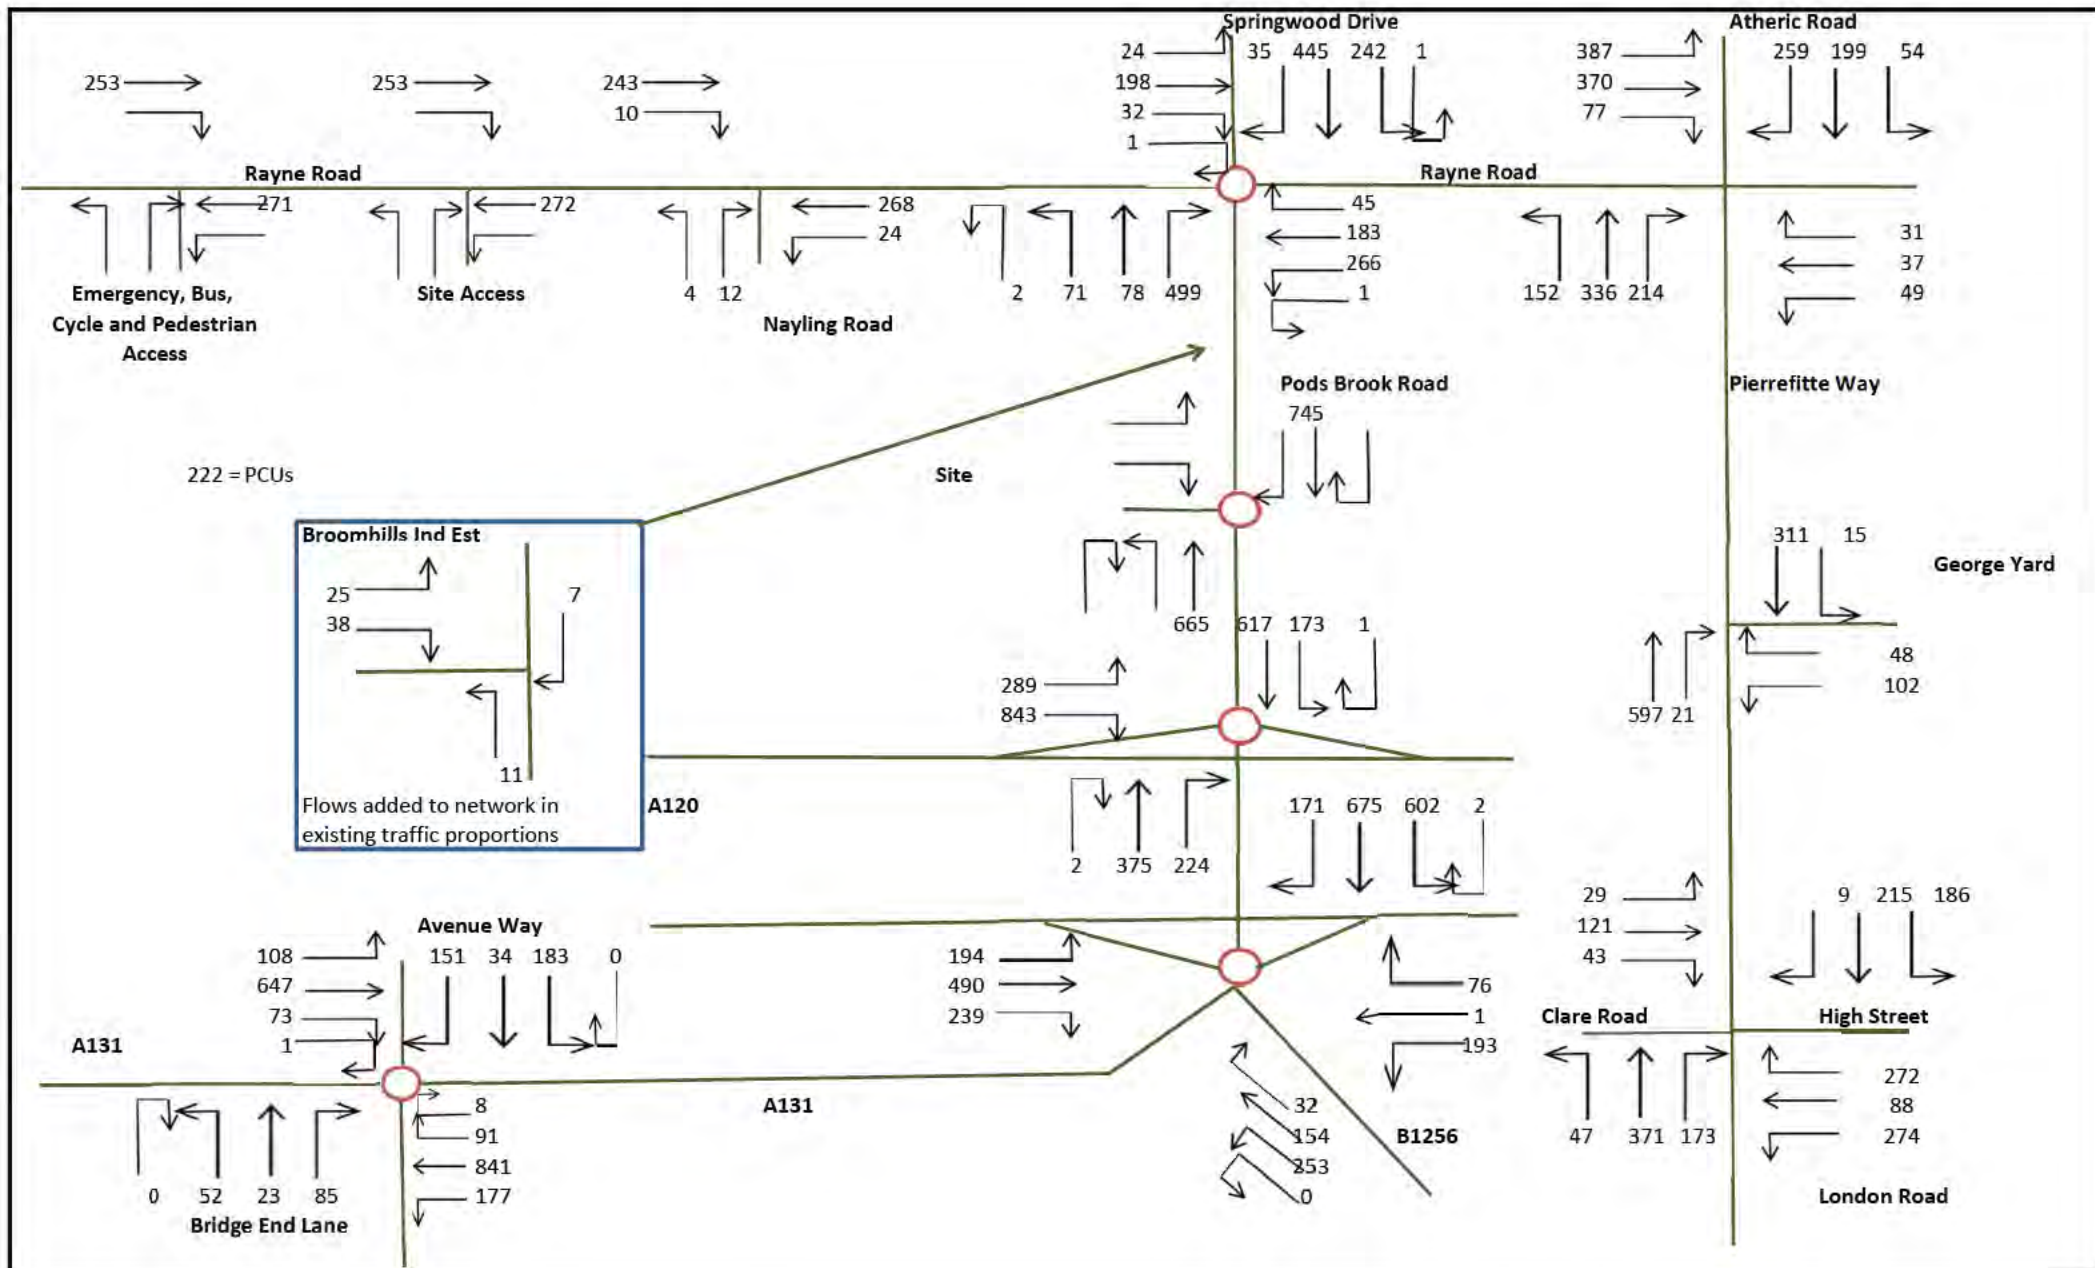 Springwood Drive
Atheric Road
24
35 445 242 1
387
259 199 54
253
253
243
198
370
10
32
77
1
Rayne Road
Rayne Road
271
272
268
45
24
183
31
266
37
Emergency, Bus,
Cycle and Pedestrian
Access
Site Access
4 12
2 71 78 499
1
152 336 214
49
Nayling Road
Pods Brook Road
Pierrefitte Way
745
222 = PCUs
Site
Broomhills Ind Est
311 15
George Yard
25
7
38
665
617 173 1
48
289
102
843
597 21
11
Flows added to network in
existing traffic proportions
A120
171 675 602 2
2 375 224
29
9 215 186
Avenue Way
121
108
151 34 183 0
194
43
647
490
76
73
239
1
Clare Road
High Street
A131
1
193
8
A131
32
272
91
154
B1256
88
841
253
47 371 173
274
0 52 23 85
177
0
Bridge End Lane
London Road